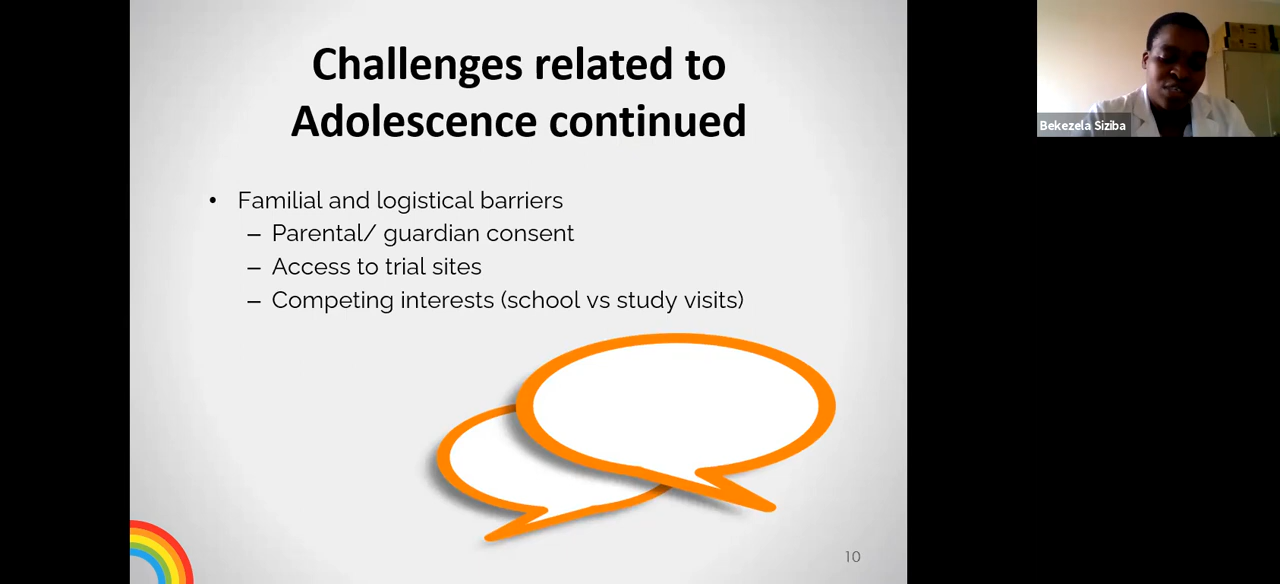 Challenges related to
Adolescence continued
• Familial and logistical barriers
– Parental/ guardian consent
– Access to trial sites
– Competing interests (school vs study visits)
10
Bekezela Siziba